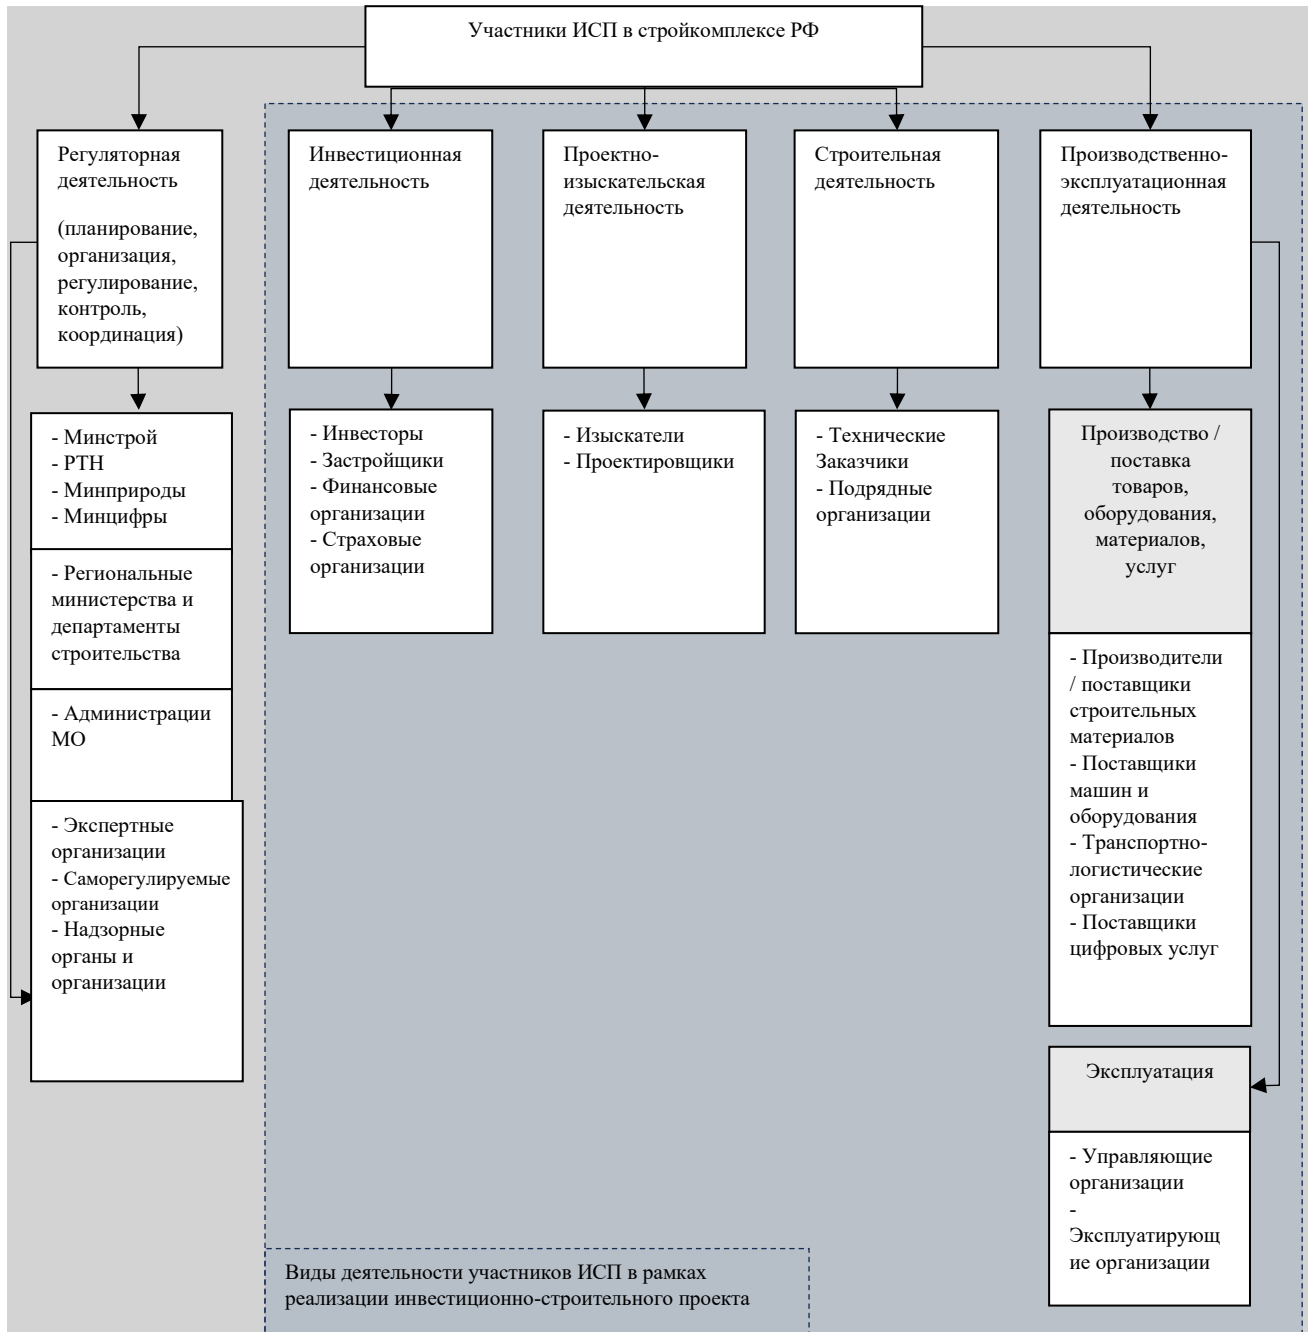 Участники ИСП в стройкомплексе РФ
Регуляторная
деятельность
(планирование,
организация,
регулирование,
контроль,
координация)
Инвестиционная
деятельность
Проектно-
изыскательская
деятельность
Строительная
деятельность
Производственно-
эксплуатационная
деятельность
- Минстрой
- РТН
- Минприроды
- Минцифры
- Региональные
министерства и
департаменты
строительства
- Администрации
МО
- Экспертные
организации
- Саморегулируемые
организации
- Надзорные
органы и
организации
- Инвесторы
- Застройщики
- Финансовые
организации
- Страховые
организации
- Изыскатели
- Проектировщики
- Технические
Заказчики
- Подрядные
организации
Производство /
поставка
товаров,
оборудования,
материалов,
услуг
- Производители
/ поставщики
строительных
материалов
- Поставщики
машин и
оборудования
- Транспортно-
логистические
организации
- Поставщики
цифровых услуг
Эксплуатация
- Управляющие
организации
-
Эксплуатирующ
ие организации
Виды деятельности участников ИСП в рамках
реализации инвестиционно-строительного проекта